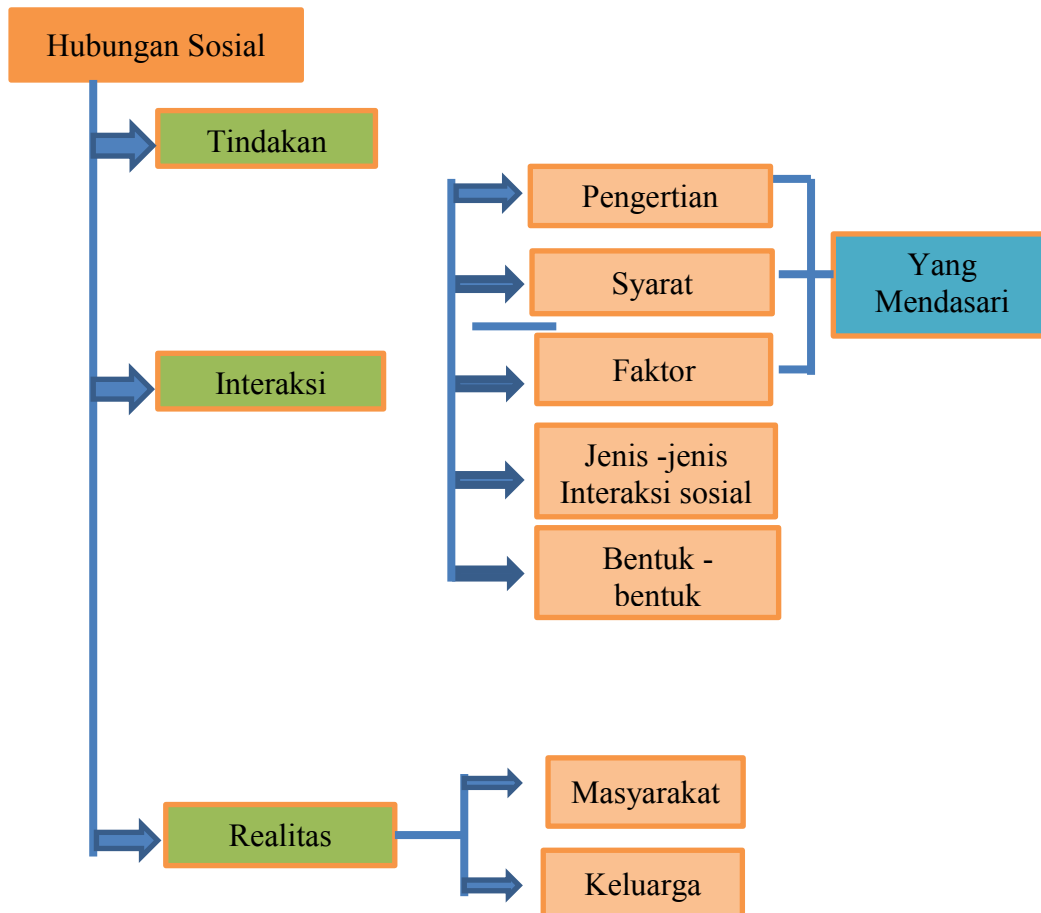 Hubungan Sosial
Tindakan
Pengertian
Syarat
Yang
Mendasari
Interaksi
Faktor
Jenis -jenis
Interaksi sosial
Bentuk -
bentuk
Masyarakat
Realitas
Keluarga